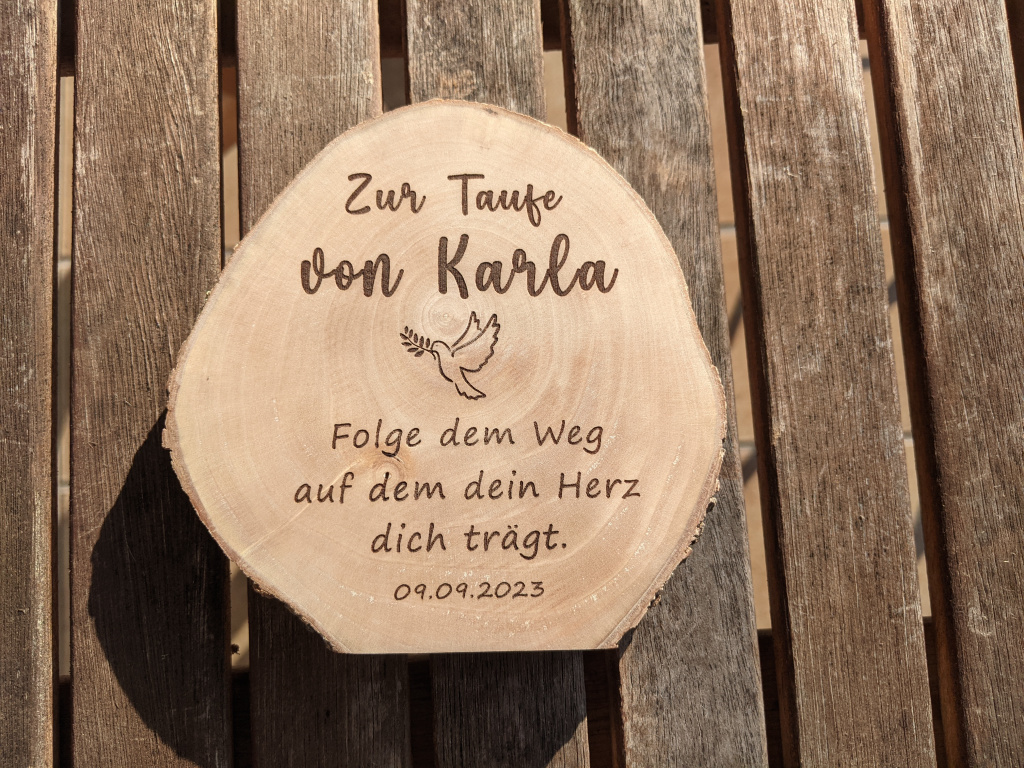 Zur Taufe
von Karla
Folge dem Weg
auf dem dein Herz
dich trägt.
09.09.2023